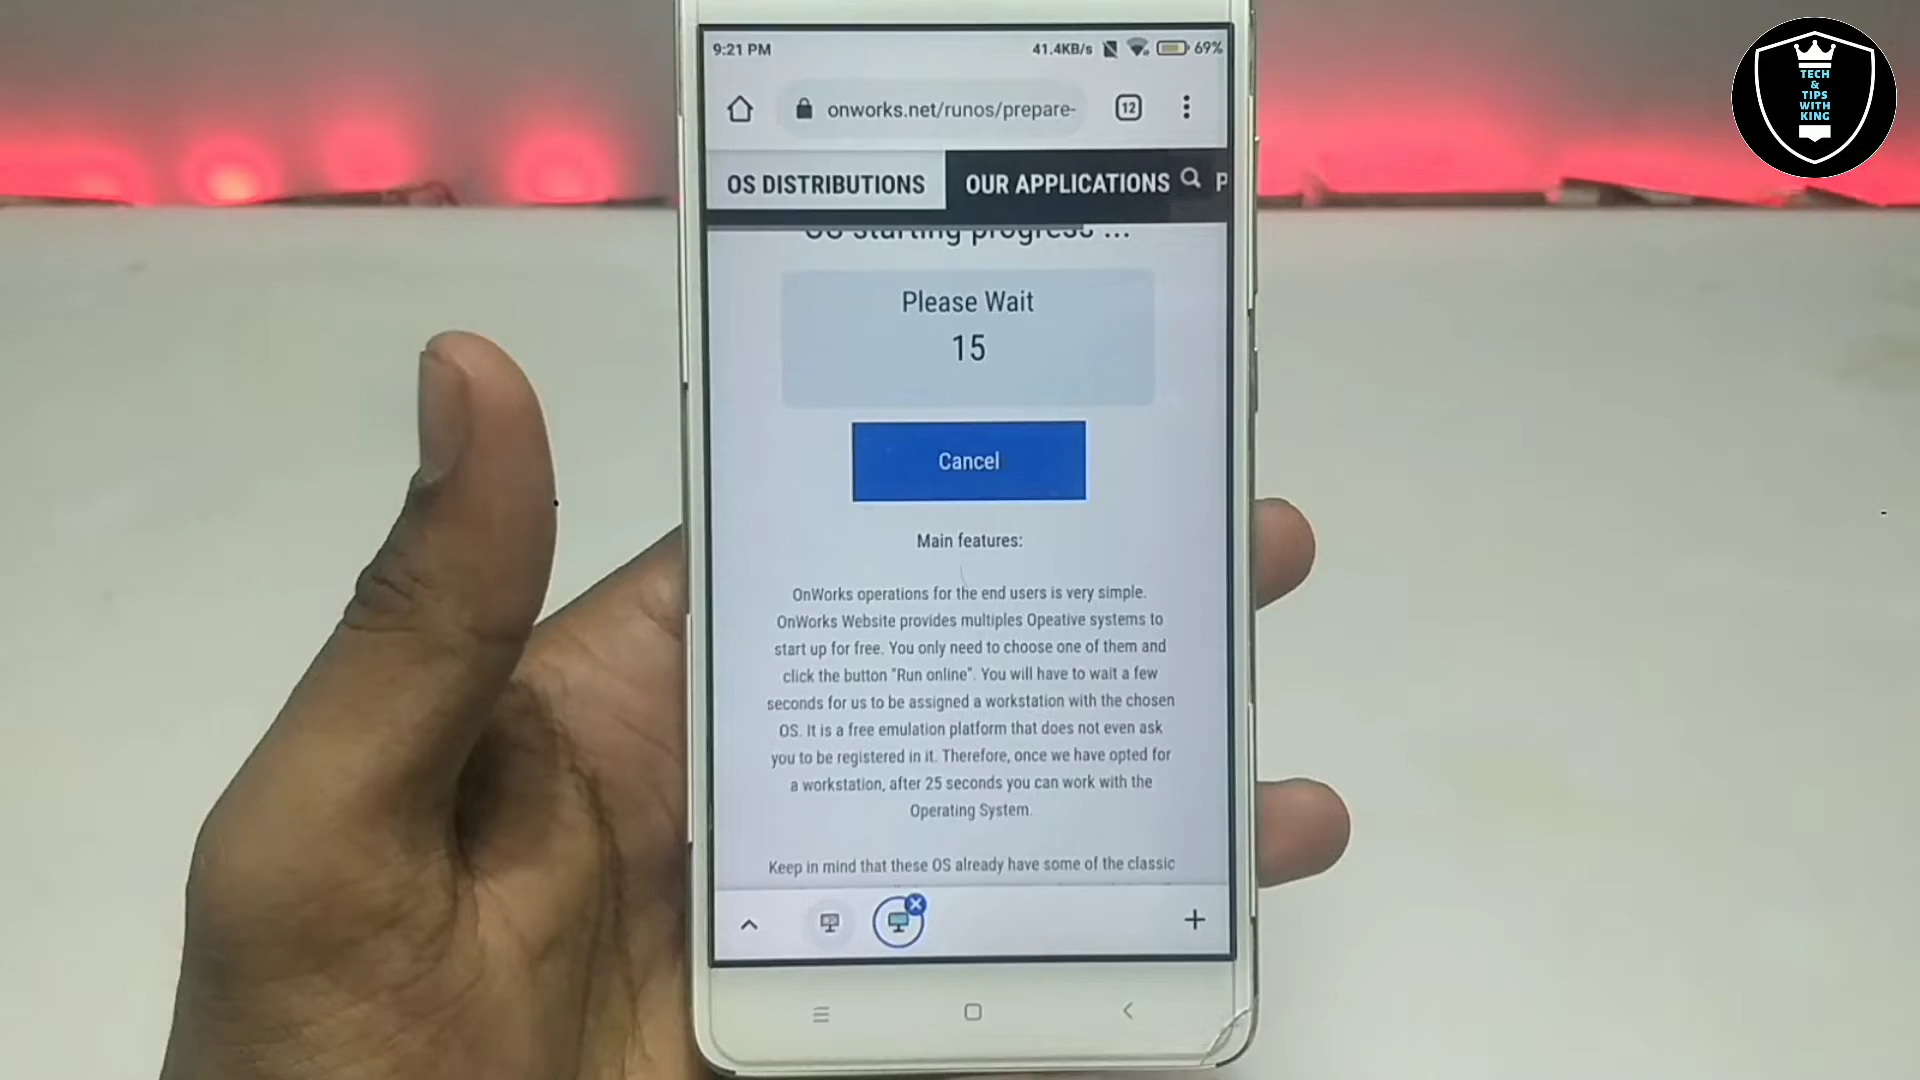 9:21 PM
41.4KB/s
69%
onworks.net/runos/prepare-
12
OS DISTRIBUTIONS
OUR APPLICATIONS
P
OS starting progress ...
Please Wait
15
Cancel
Main features:
OnWorks operations for the end users is very simple.
OnWorks Website provides multiples Opeative systems to
start up for free. You only need to choose one of them and
click the button "Run online". You will have to wait a few
seconds for us to be assigned a workstation with the chosen
OS. It is a free emulation platform that does not even ask
you to be registered in it. Therefore, once we have opted for
a workstation, after 25 seconds you can work with the
Operating System.
Keep in mind that these OS already have some of the classic
TECH
&
TIPS
WITH
KING